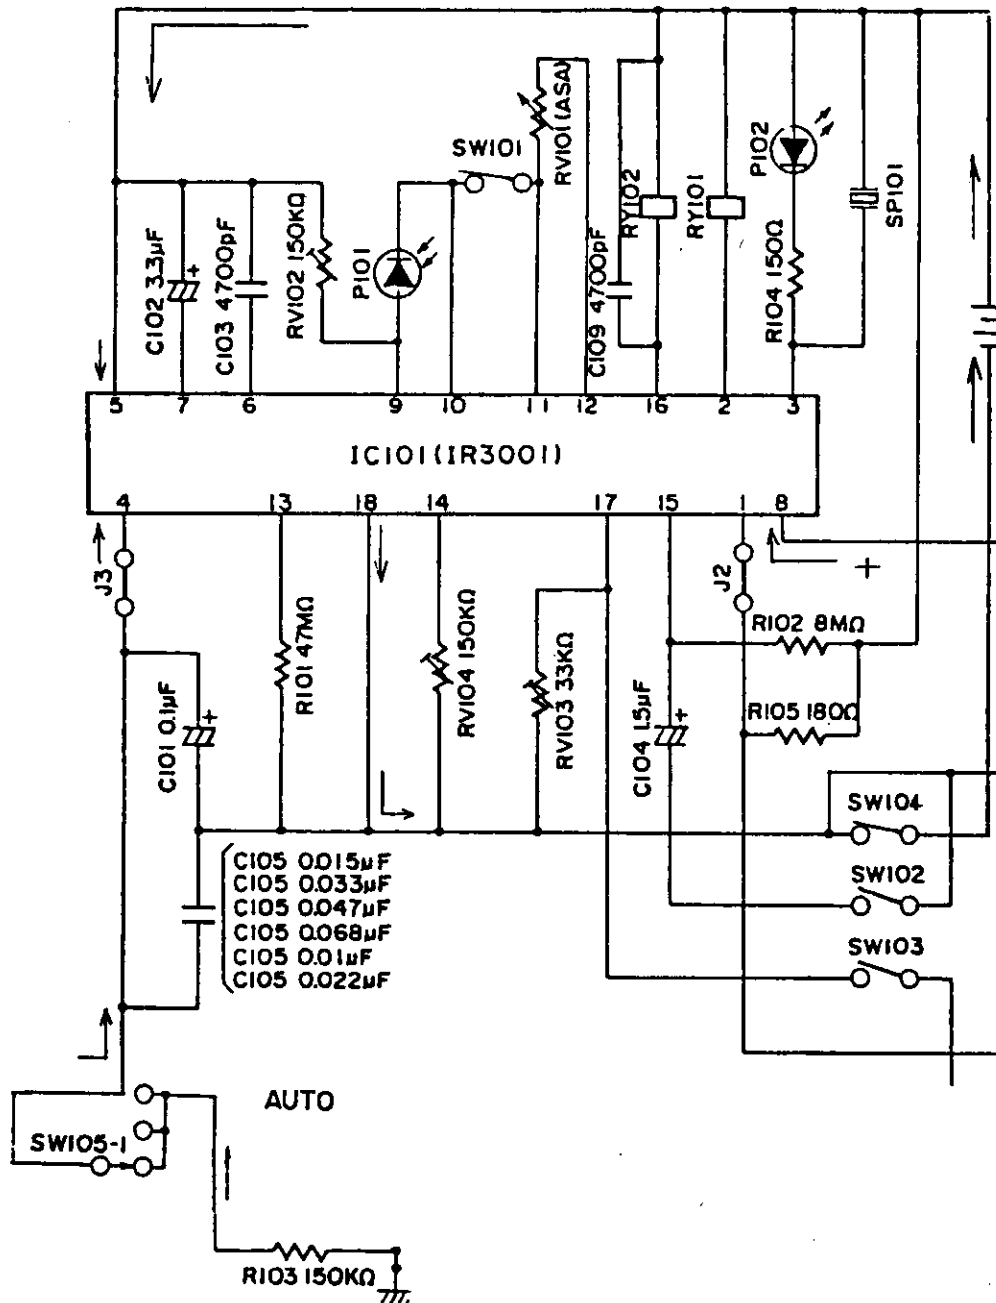 SW101
RV101(ASA)
P102
SP101
RY102
RY101
C102 3.3µF
+
C103 4700pF
RV102 150KΩ
P101
C109 4700pF
R104 150Ω
5
7
6
9
10
11
12
16
2
3
IC101(IR3001)
4
13
18
14
17
15
1
8
J3
J2
+
R101 47MΩ
RV104 150KΩ
RV103 33KΩ
R102 8MΩ
C101 0.1µF
+
C104 1.5µF
+
R105 180Ω
SW104
C105 0.015µF
C105 0.033µF
C105 0.047µF
C105 0.068µF
C105 0.01µF
C105 0.022µF
SW102
SW103
AUTO
SW105-1
R103 150KΩ